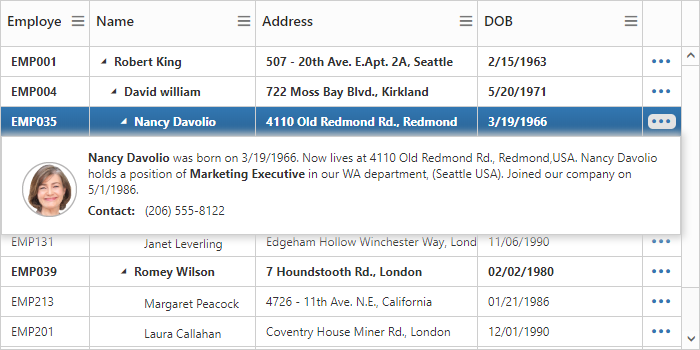 Employe Name Address DOB
EMP001 Robert King 507 - 20th Ave. E.Apt. 2A, Seattle 2/15/1963
EMP004 David william 722 Moss Bay Blvd., Kirkland 5/20/1971
EMP035 Nancy Davolio 4110 Old Redmond Rd., Redmond 3/19/1966
Nancy Davolio was born on 3/19/1966. Now lives at 4110 Old Redmond Rd., Redmond,USA. Nancy Davolio
holds a position of Marketing Executive in our WA department, (Seattle USA). Joined our company on
5/1/1986.
Contact: (206) 555-8122
EMP131 Janet Leverling Edgeham Hollow Winchester Way, Lond 11/06/1990
EMP039 Romey Wilson 7 Houndstooth Rd., London 02/02/1980
EMP213 Margaret Peacock 4726 - 11th Ave. N.E., California 01/21/1986
EMP201 Laura Callahan Coventry House Miner Rd., London 12/01/1990